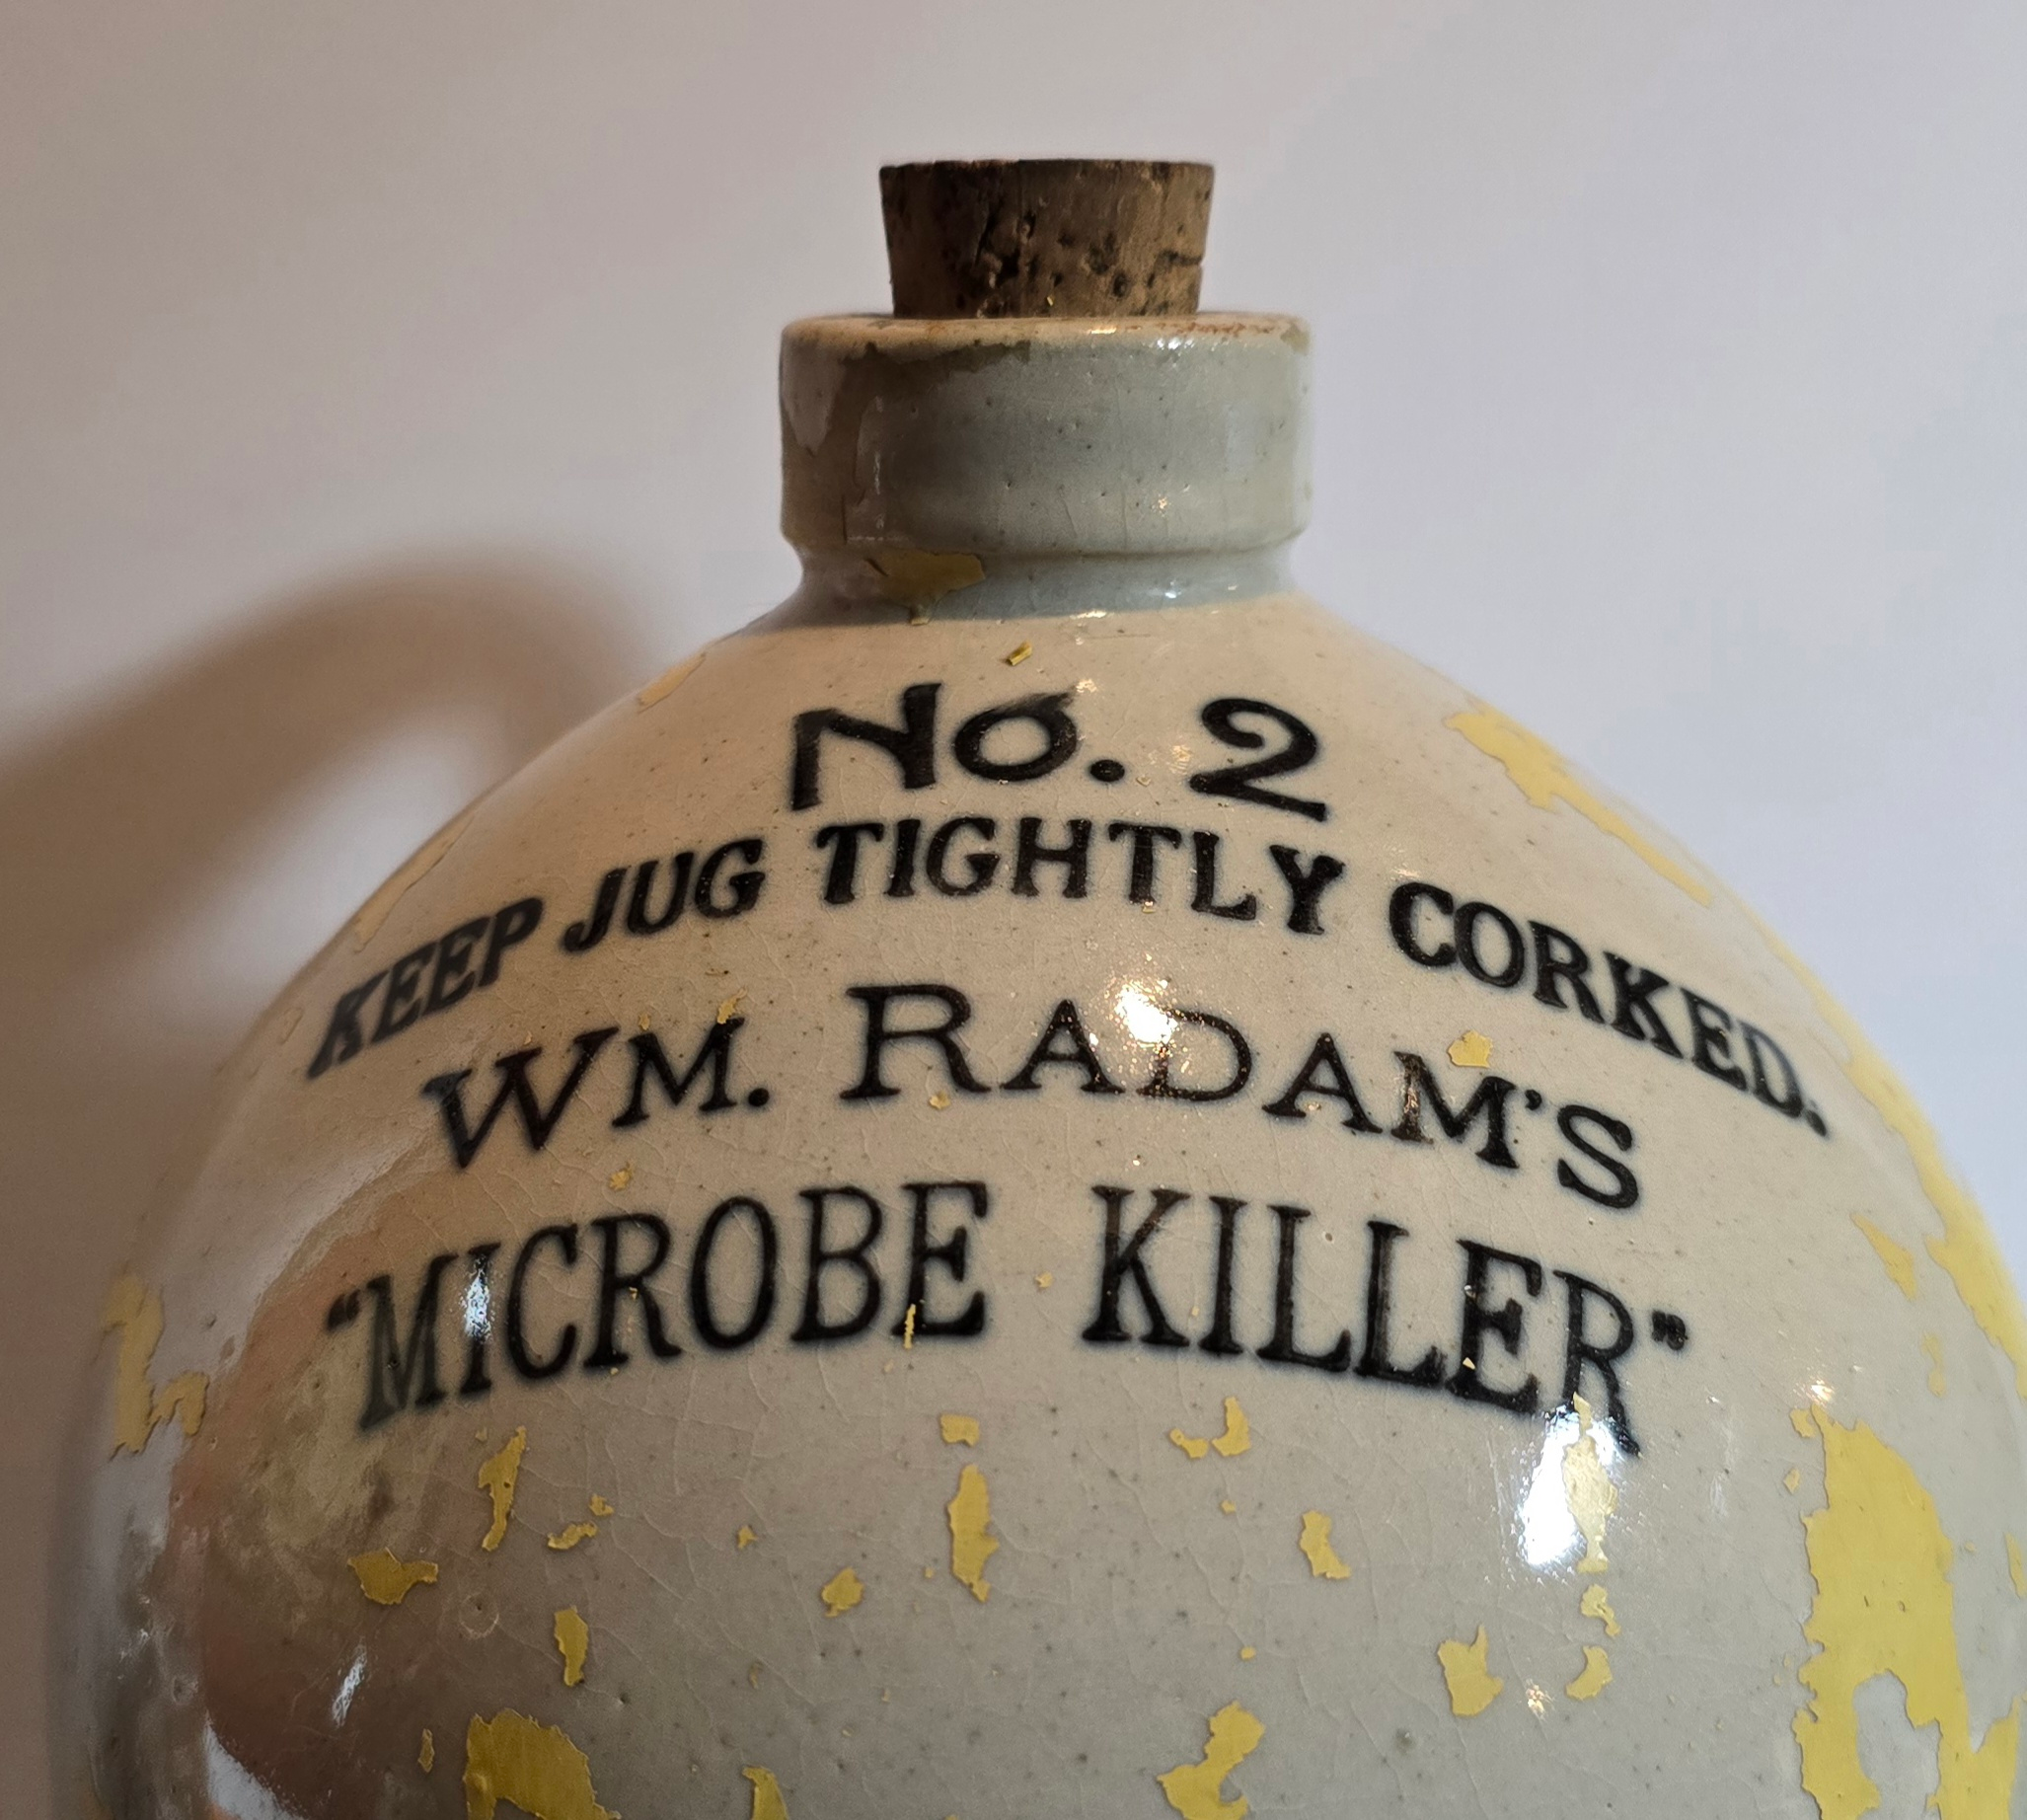 No. 2
KEEP JUG TIGHTLY CORKED.
WM. RADAM'S
"MICROBE KILLER"